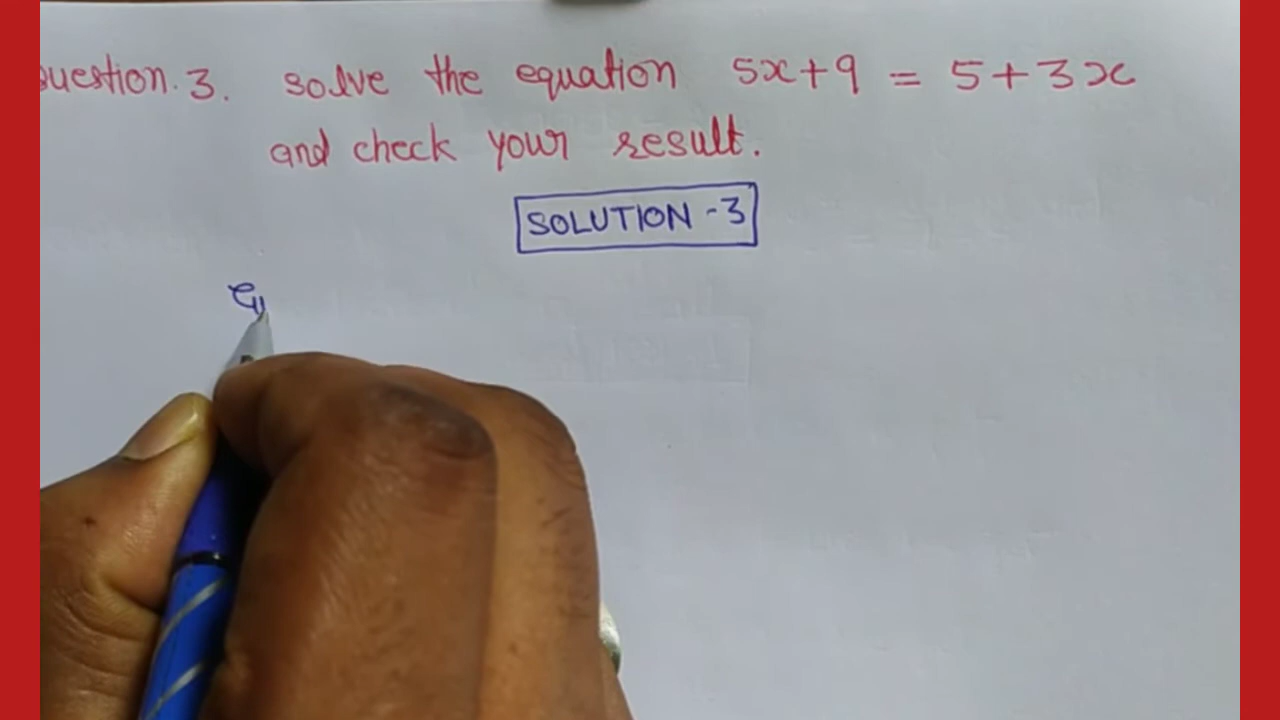 uestion.3. solve the equation 5x+9 = 5+3x
and check your result.
SOLUTION -3